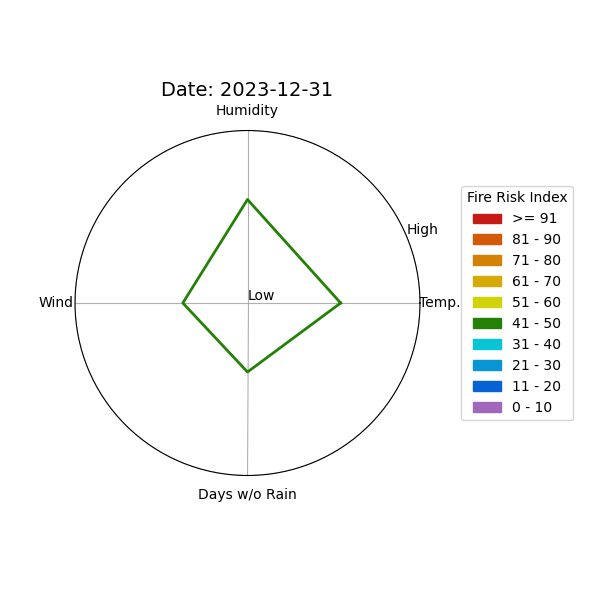 Date: 2023-12-31
Humidity
High
Low
Wind
Temp.
Days w/o Rain
Fire Risk Index
>= 91
81 - 90
71 - 80
61 - 70
51 - 60
41 - 50
31 - 40
21 - 30
11 - 20
0 - 10